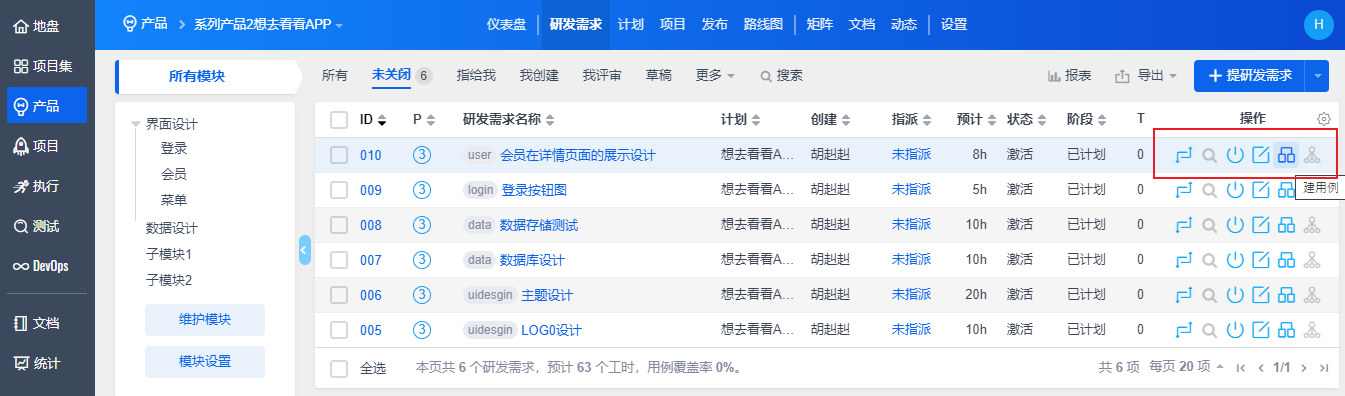 产品 系列产品2想去看看APP 仪表盘 研发需求 计划 项目 发布 路线图 矩阵 文档 动态 设置 H
地盘
项目集
产品
项目
执行
测试
DevOps
文档
统计
所有模块
界面设计
登录
会员
菜单
数据设计
子模块1
子模块2
维护模块
模块设置
所有 未关闭 6 指给我 我创建 我评审 草稿 更多 搜索 报表 导出 提研发需求
ID P 研发需求名称 计划 创建 指派 预计 状态 阶段 T 操作
010 3 user 会员在详情页面的展示设计 想去看看A... 胡赳赳 未指派 8h 激活 已计划 0
建用例
009 3 login 登录按钮图 想去看看A... 胡赳赳 未指派 5h 激活 已计划 0
008 3 data 数据存储测试 想去看看A... 胡赳赳 未指派 10h 激活 已计划 0
007 3 data 数据库设计 想去看看A... 胡赳赳 未指派 10h 激活 已计划 0
006 3 uidesgin 主题设计 想去看看A... 胡赳赳 未指派 20h 激活 已计划 0
005 3 uidesgin LOG0设计 想去看看A... 胡赳赳 未指派 10h 激活 已计划 0
全选 本页共 6 个研发需求，预计 63 个工时，用例覆盖率 0%。 共 6 项 每页 20 项 1/1